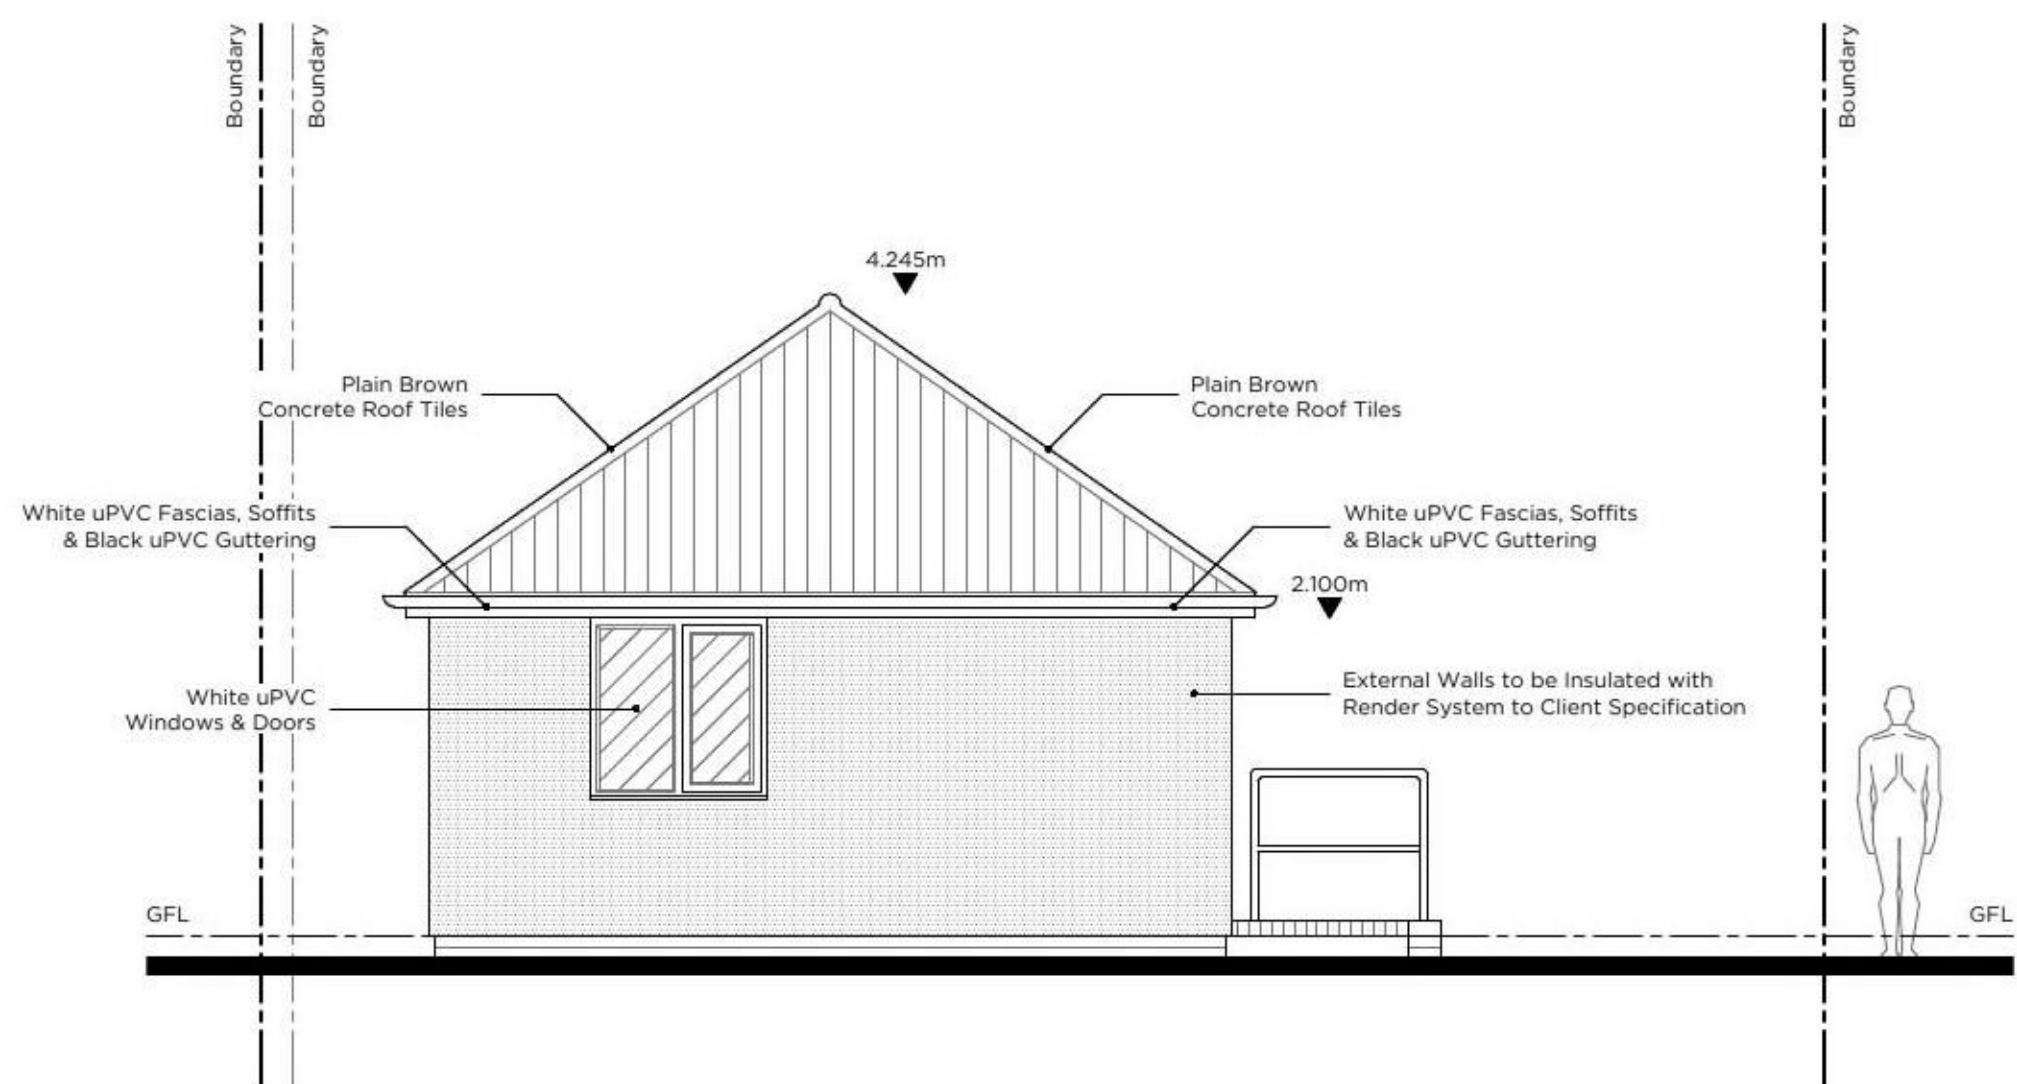 Boundary
Boundary
Boundary
4.245m
Plain Brown
Concrete Roof Tiles
Plain Brown
Concrete Roof Tiles
White uPVC Fascias, Soffits
& Black uPVC Guttering
White uPVC Fascias, Soffits
& Black uPVC Guttering
2.100m
White uPVC
Windows & Doors
External Walls to be Insulated with
Render System to Client Specification
GFL
GFL